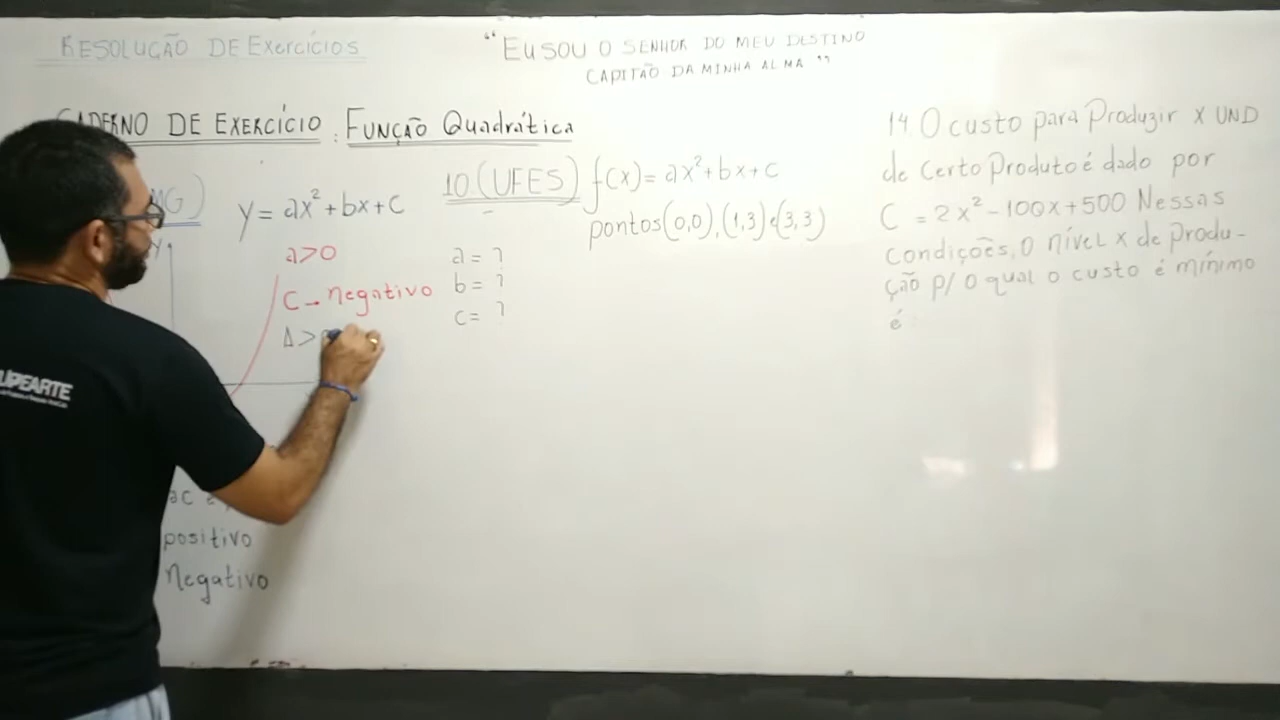 RESOLUÇÃO DE EXERCÍCIOS
"EU SOU O SENHOR DO MEU DESTINO
CAPITÃO DA MINHA ALMA"
CADERNO DE EXERCÍCIO: FUNÇÃO Quadrática
MG)
y = ax² + bx + c
y
a > 0
C - negativo
Δ >
ac
positivo
Negativo
10 (UFES) f(x) = ax² + bx + c
pontos (0,0), (1,3) e (3,3)
a = ?
b = ?
c = ?
14. O custo para Produzir x UND
de Certo Produto é dado por
C = 2x² - 100x + 500 Nessas
condições, o nível x de produ-
ção p/ o qual o custo é mínimo
é
UPEARTE